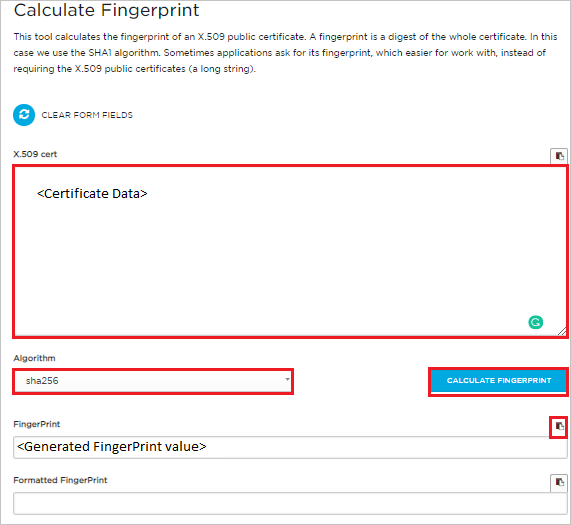 Calculate Fingerprint
This tool calculates the fingerprint of an X.509 public certificate. A fingerprint is a digest of the whole certificate. In this
case we use the SHA1 algorithm. Sometimes applications ask for its fingerprint, which easier for work with, instead of
requiring the X.509 public certificates (a long string).
CLEAR FORM FIELDS
X.509 cert
<Certificate Data>
Algorithm
sha256
CALCULATE FINGERPRINT
FingerPrint
<Generated FingerPrint value>
Formatted FingerPrint